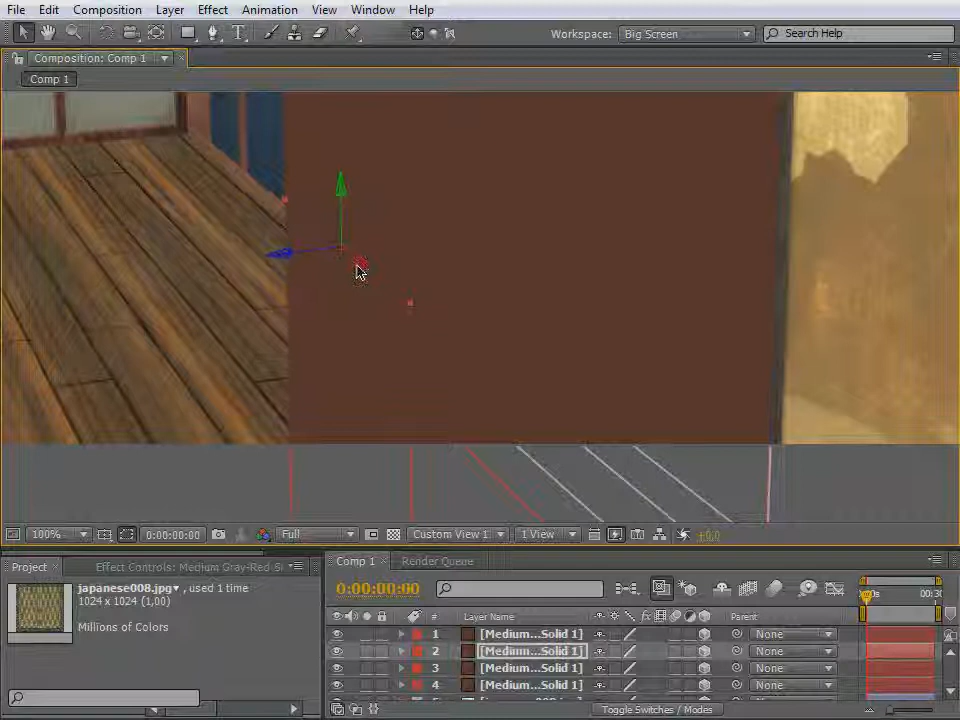 File Edit Composition Layer Effect Animation View Window Help
Workspace: Big Screen Search Help
Composition: Comp 1
Comp 1
100% 0:00:00:00 Full Custom View 1 1 View +0,0
Project Effect Controls: Medium Gray-Red S
Comp 1 Render Queue
japanese008.jpg , used 1 time
1024 x 1024 (1,00)
Millions of Colors
0:00:00:00
# Layer Name Parent
1 [Medium...Solid 1] None
2 [Medium...Solid 1] None
3 [Medium...Solid 1] None
4 [Medium...Solid 1] None
Toggle Switches / Modes